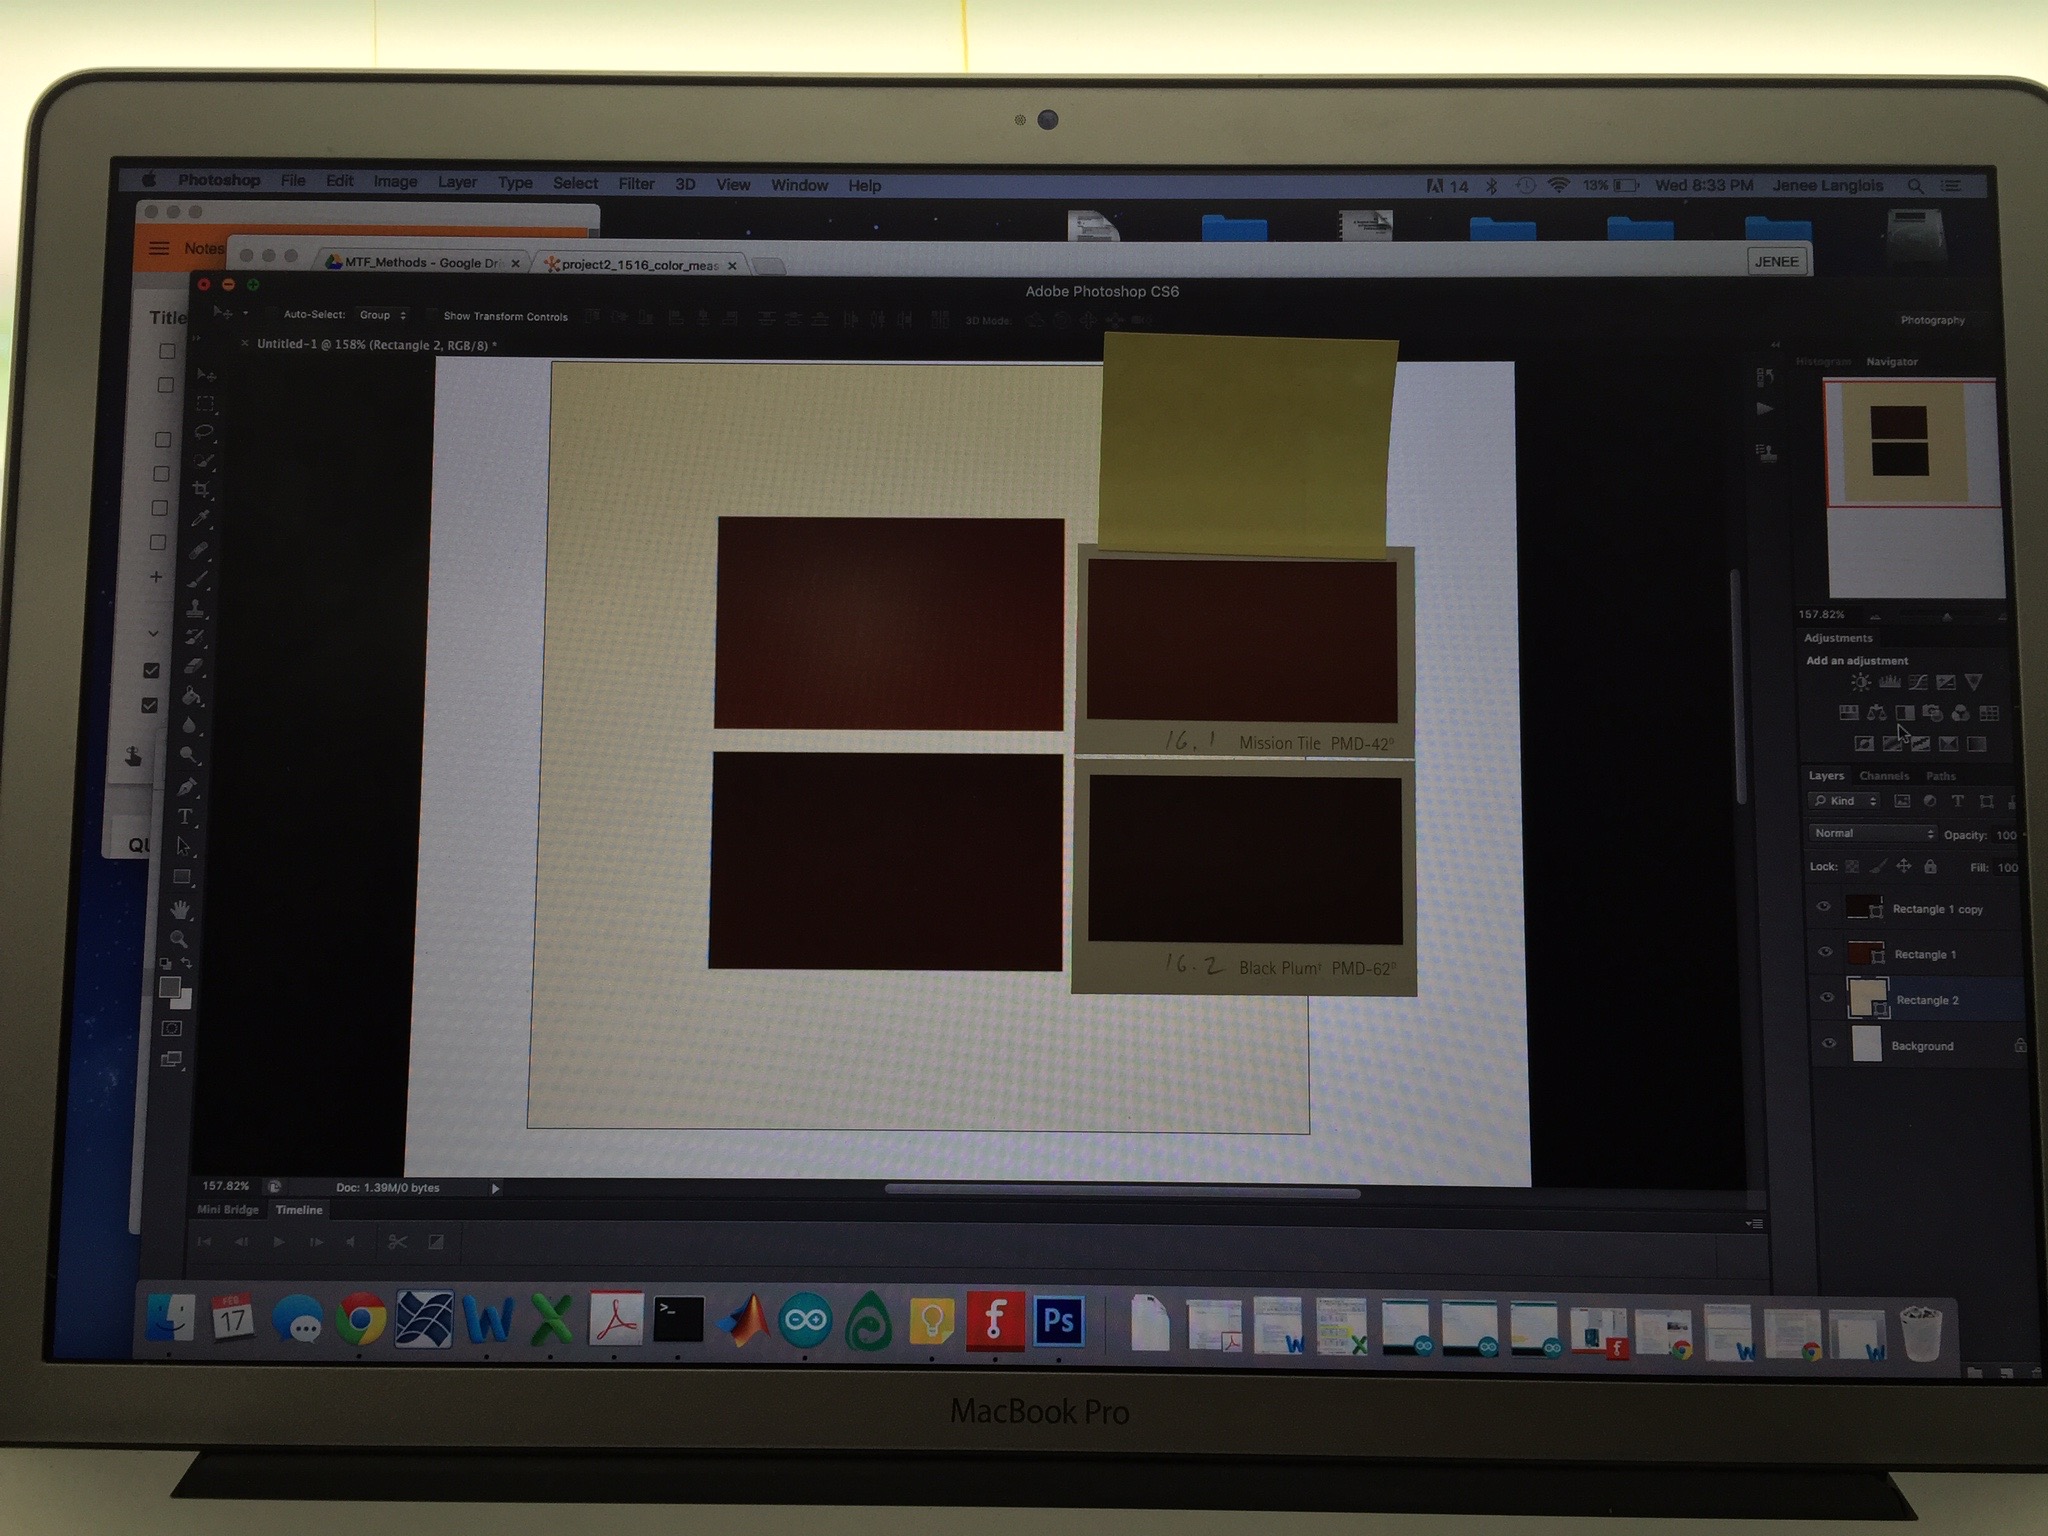 Photoshop File Edit Image Layer Type Select Filter 3D View Window Help 14 13% Wed 8:33 PM Jenee Langlois
Notes
MTF_Methods - Google Dri × project2_1516_color_meas × JENEE
Adobe Photoshop CS6
Title
Auto-Select: Group Show Transform Controls 3D Mode: Photography
× Untitled-1 @ 158% (Rectangle 2, RGB/8) *
Histogram Navigator
157.82%
Adjustments
Add an adjustment
16.1 Mission Tile PMD-42D
Layers Channels Paths
Kind
Normal Opacity: 100
Lock: Fill: 100
QU
Rectangle 1 copy
Rectangle 1
16.2 Black Plum† PMD-62D
Rectangle 2
Background
157.82% Doc: 1.39M/0 bytes
Mini Bridge Timeline
FEB
17
Ps
MacBook Pro